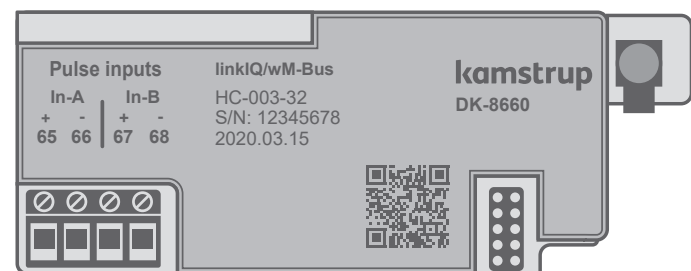 Pulse inputs
In-A In-B
+ - + -
65 66 67 68
linkIQ/wM-Bus
HC-003-32
S/N: 12345678
2020.03.15
kamstrup
DK-8660